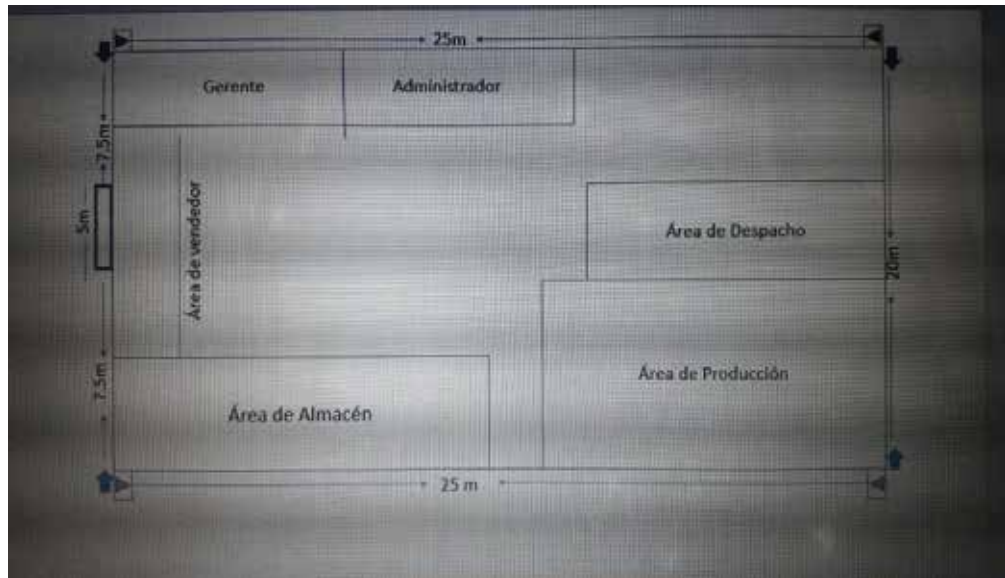 25m
Gerente
Administrador
7.5m
5m
Área de vendedor
Área de Despacho
20m
7.5m
Área de Producción
Área de Almacén
25 m